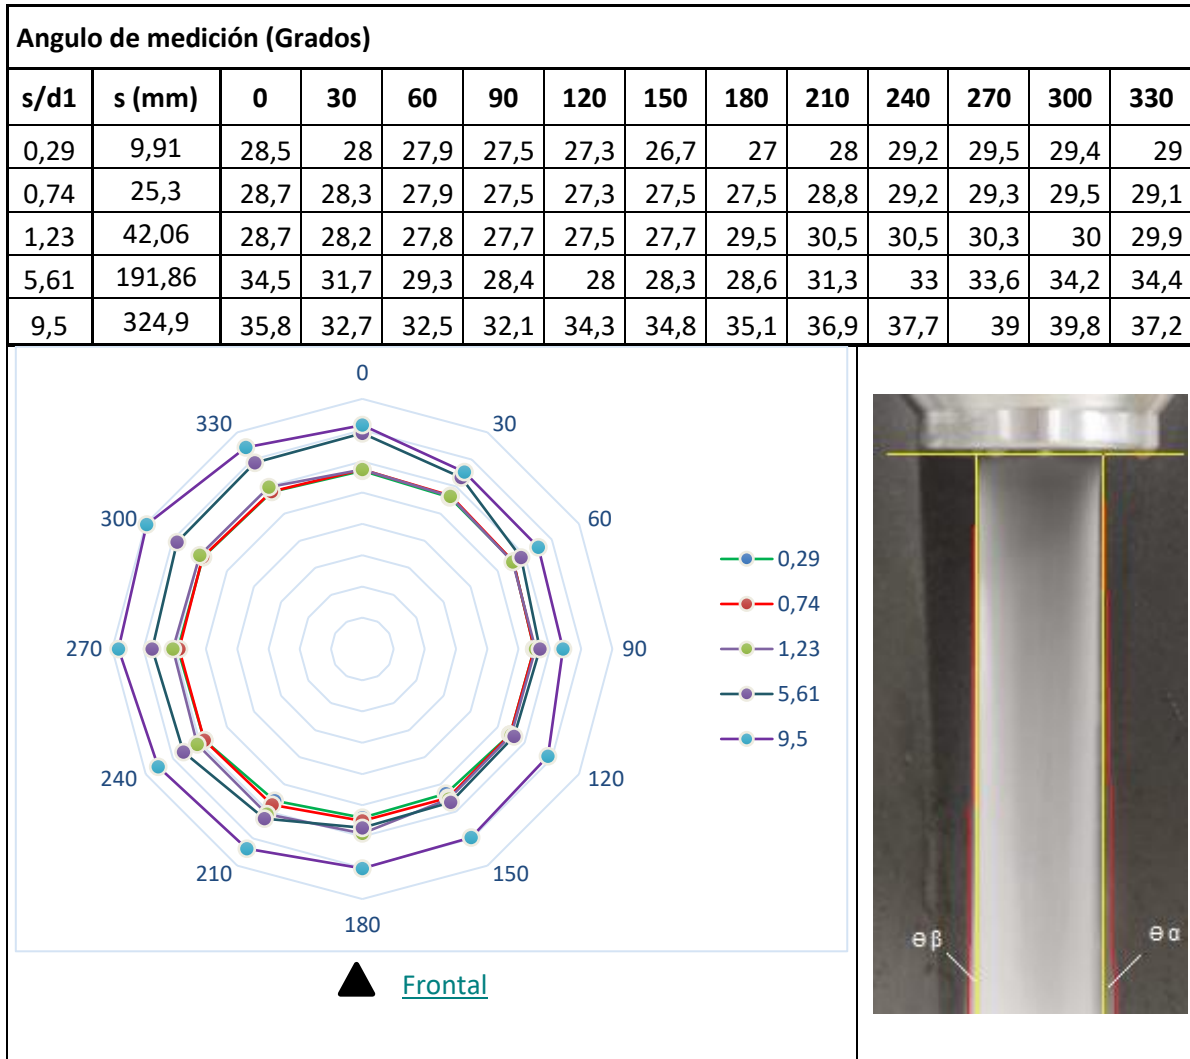 Angulo de medición (Grados)
s/d1 s (mm) 0 30 60 90 120 150 180 210 240 270 300 330
0,29 9,91 28,5 28 27,9 27,5 27,3 26,7 27 28 29,2 29,5 29,4 29
0,74 25,3 28,7 28,3 27,9 27,5 27,3 27,5 27,5 28,8 29,2 29,3 29,5 29,1
1,23 42,06 28,7 28,2 27,8 27,7 27,5 27,7 29,5 30,5 30,5 30,3 30 29,9
5,61 191,86 34,5 31,7 29,3 28,4 28 28,3 28,6 31,3 33 33,6 34,2 34,4
9,5 324,9 35,8 32,7 32,5 32,1 34,3 34,8 35,1 36,9 37,7 39 39,8 37,2
0
30
60
90
120
150
180
210
240
270
300
330
0,29
0,74
1,23
5,61
9,5
Frontal
Ө β
Ө α